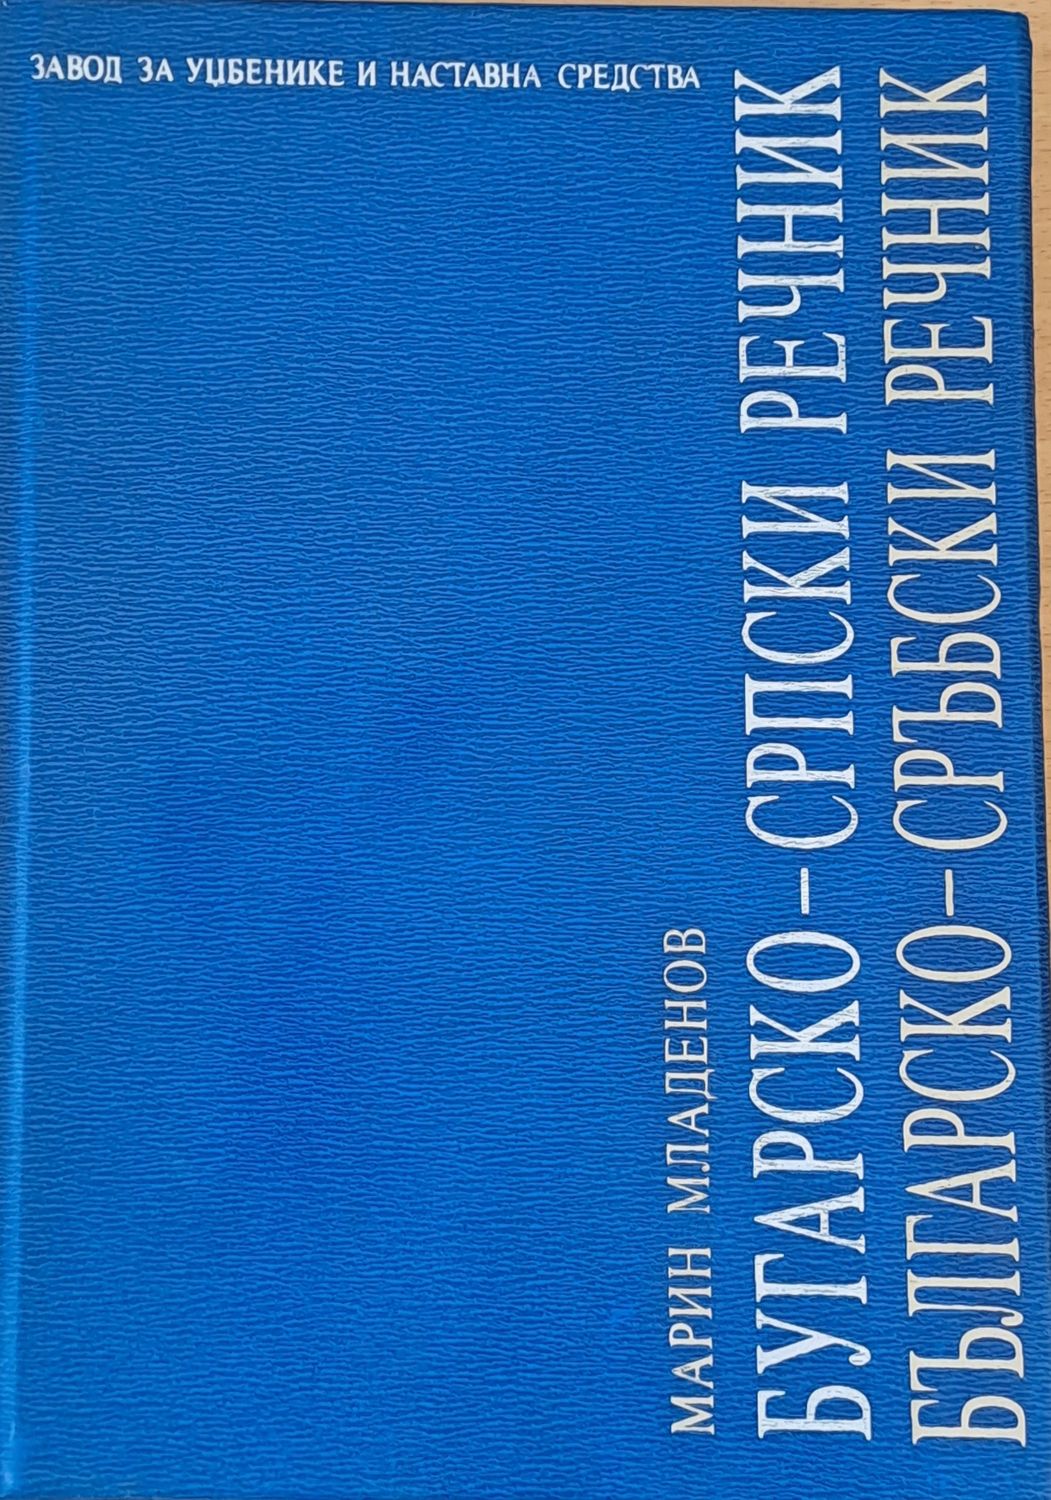 ЗАВОД ЗА УЏБЕНИКЕ И НАСТАВНА СРЕДСТВА
МАРИН МЛАДЕНОВ
БУГАРСКО-СРПСКИ РЕЧНИК
БЪЛГАРСКО-СРЪБСКИ РЕЧНИК